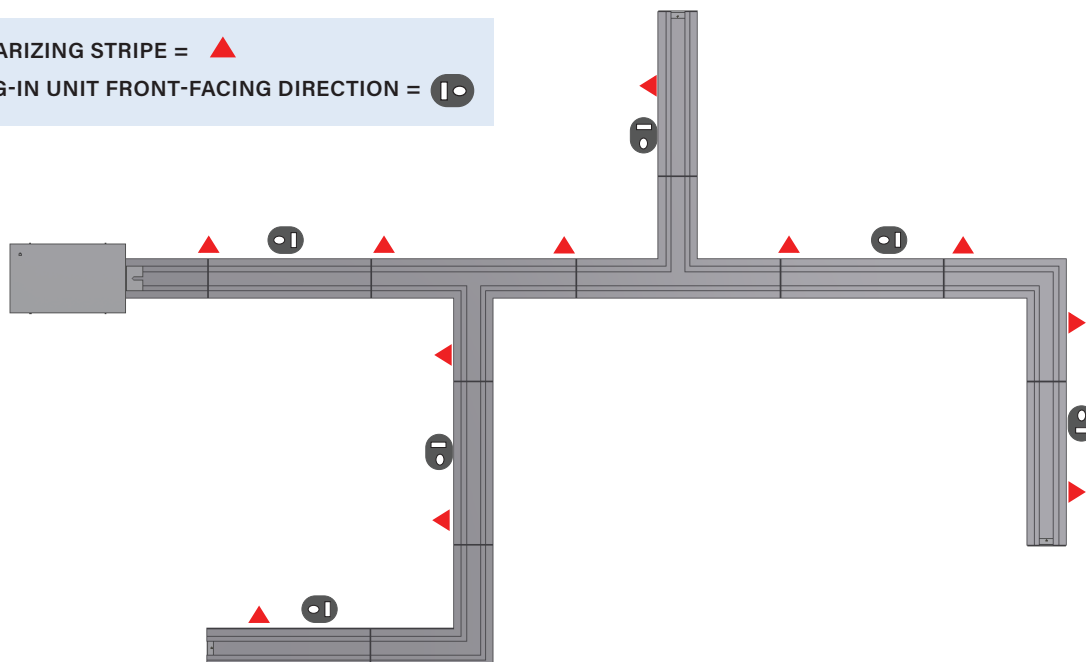 ARIZING STRIPE =
G-IN UNIT FRONT-FACING DIRECTION =